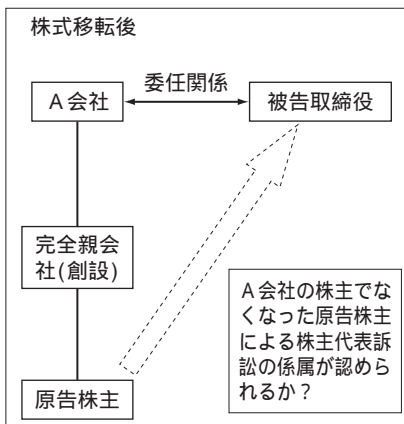 株式移転後
A会社
委任関係
被告取締役
完全親会
社(創設)
原告株主
A会社の株主でな
くなった原告株主
による株主代表訴
訟の係属が認めら
れるか？